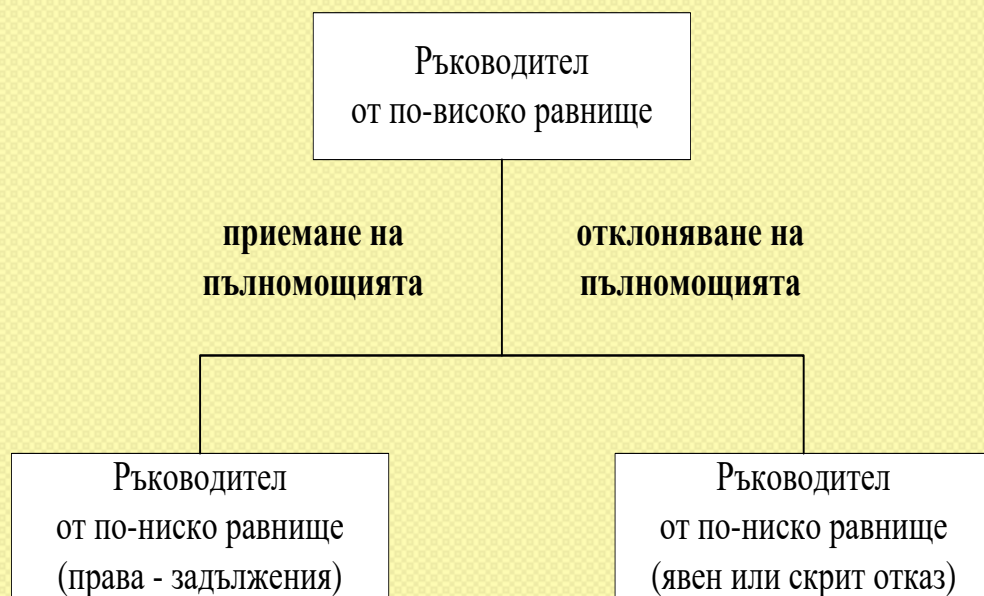 Ръководител
от по-високо равнище
приемане на
пълномощията
отклоняване на
пълномощията
Ръководител
от по-ниско равнище
(права - задължения)
Ръководител
от по-ниско равнище
(явен или скрит отказ)